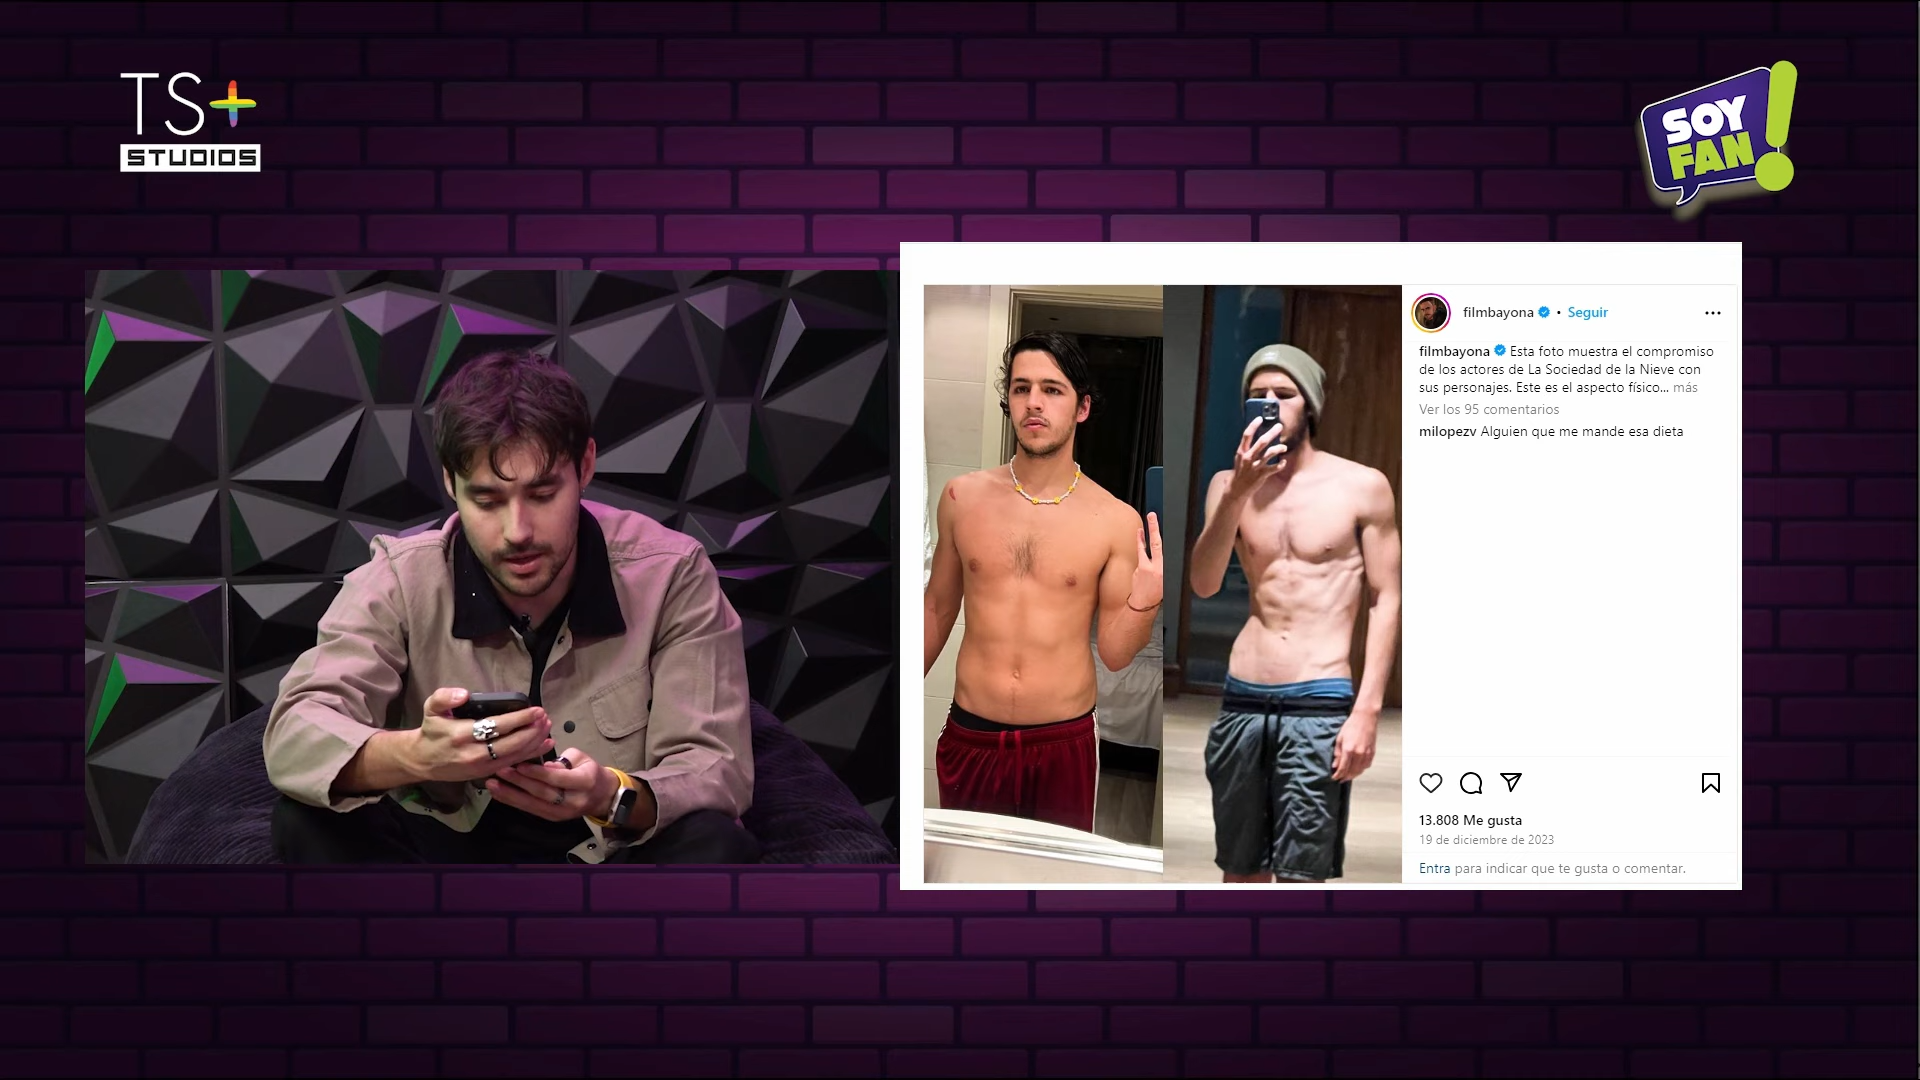 TS+
STUDIOS
SOY
FAN!
filmbayona • Seguir
filmbayona Esta foto muestra el compromiso
de los actores de La Sociedad de la Nieve con
sus personajes. Este es el aspecto físico... más
Ver los 95 comentarios
milopezv Alguien que me mande esa dieta
13.808 Me gusta
19 de diciembre de 2023
Entra para indicar que te gusta o comentar.